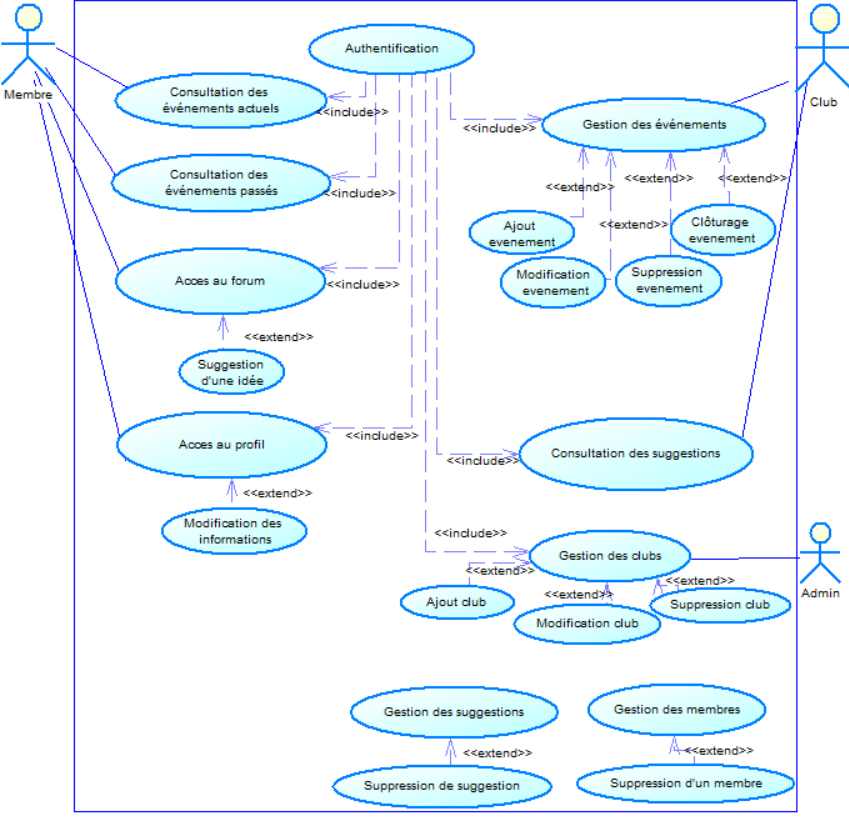 Authentification
Membre
Club
Consultation des
événements actuels
<<include>>
Gestion des événements
<<include>>
Consultation des
événements passés
<<include>>
<<extend>>
<<extend>>
<<extend>>
<<extend>>
Ajout
evenement
Clôturage
evenement
Modification
evenement
Suppression
evenement
Acces au forum
<<include>>
<<extend>>
Suggestion
d'une idée
Acces au profil
<<include>>
<<extend>>
Modification des
informations
Consultation des suggestions
<<include>>
<<include>>
Gestion des clubs
Admin
<<extend>>
<<extend>>
<<extend>>
Ajout club
Modification club
Suppression club
Gestion des suggestions
<<extend>>
Suppression de suggestion
Gestion des membres
<<extend>>
Suppression d'un membre